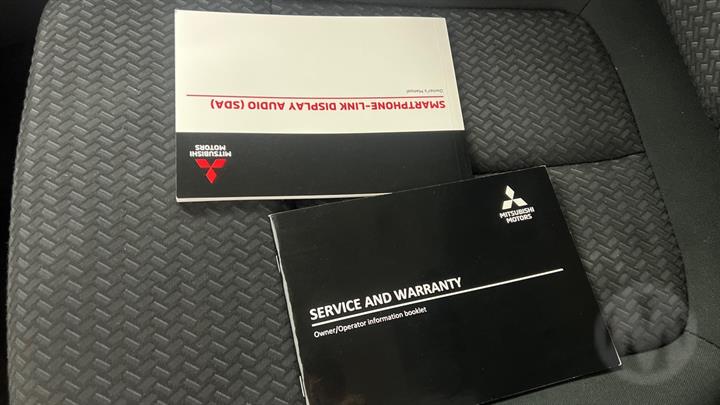 SMARTPHONE-LINK DISPLAY AUDIO (SDA)
Owner's Manual
MITSUBISHI
MOTORS
MITSUBISHI
MOTORS
SERVICE AND WARRANTY
Owner/Operator information booklet